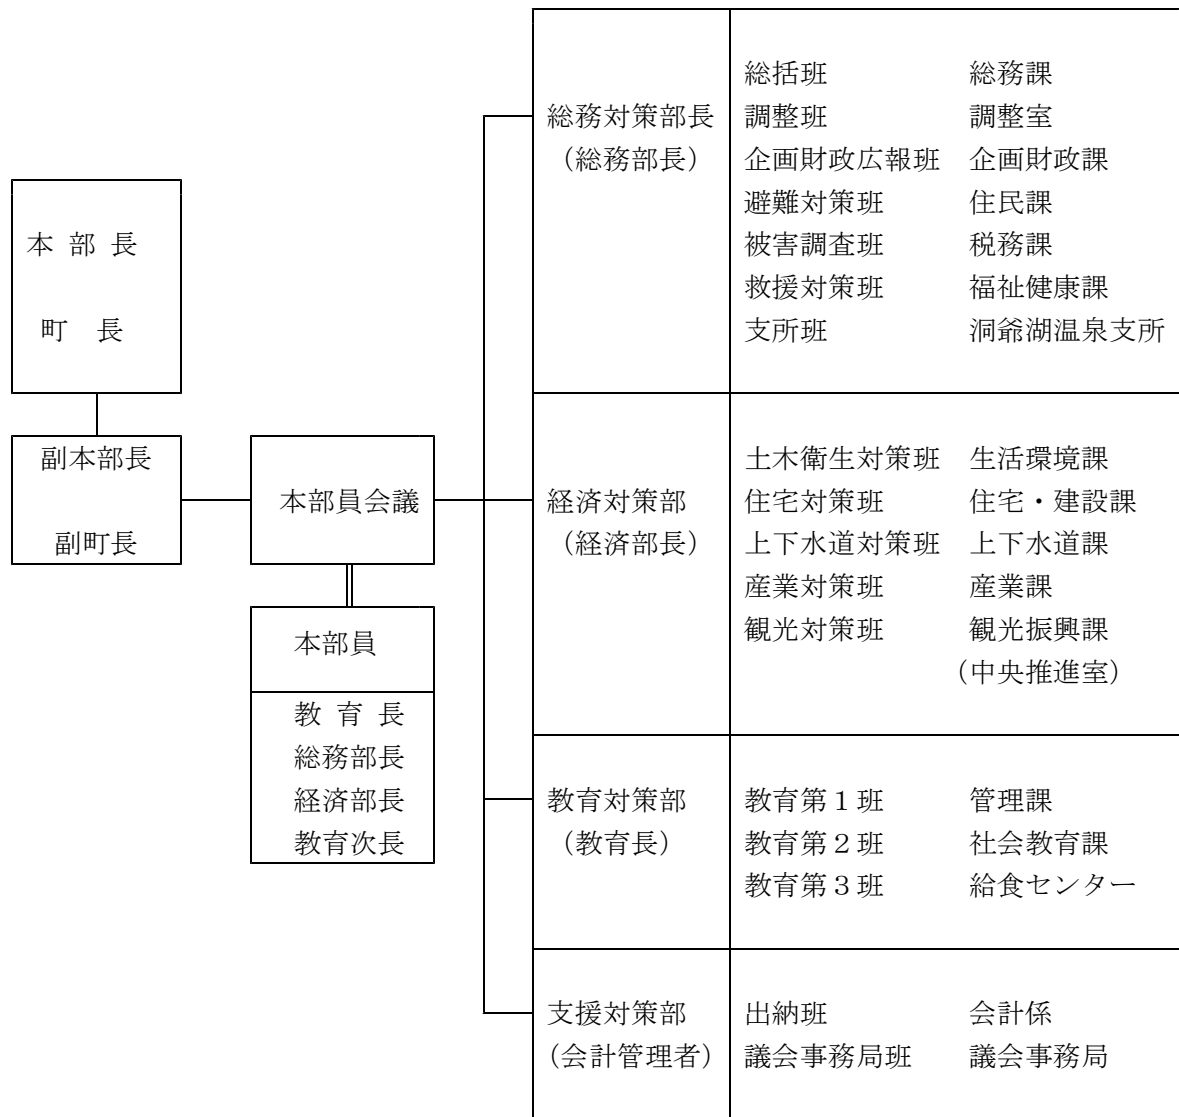 本 部 長
町　長
副本部長
副町長
本部員会議
本部員
教 育 長
総務部長
経済部長
教育次長
総務対策部長
（総務部長）
総括班　総務課
調整班　調整室
企画財政広報班　企画財政課
避難対策班　住民課
被害調査班　税務課
救援対策班　福祉健康課
支所班　洞爺湖温泉支所
経済対策部
（経済部長）
土木衛生対策班　生活環境課
住宅対策班　住宅・建設課
上下水道対策班　上下水道課
産業対策班　産業課
観光対策班　観光振興課
（中央推進室）
教育対策部
（教育長）
教育第１班　管理課
教育第２班　社会教育課
教育第３班　給食センター
支援対策部
（会計管理者）
出納班　会計係
議会事務局班　議会事務局